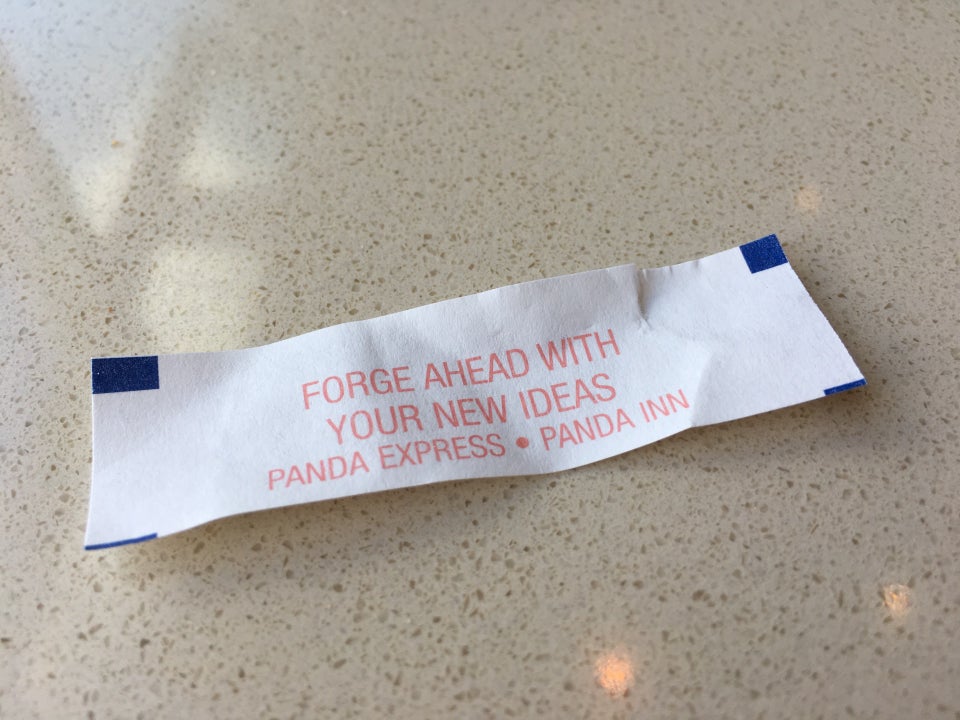 FORGE AHEAD WITH
YOUR NEW IDEAS
PANDA EXPRESS • PANDA INN